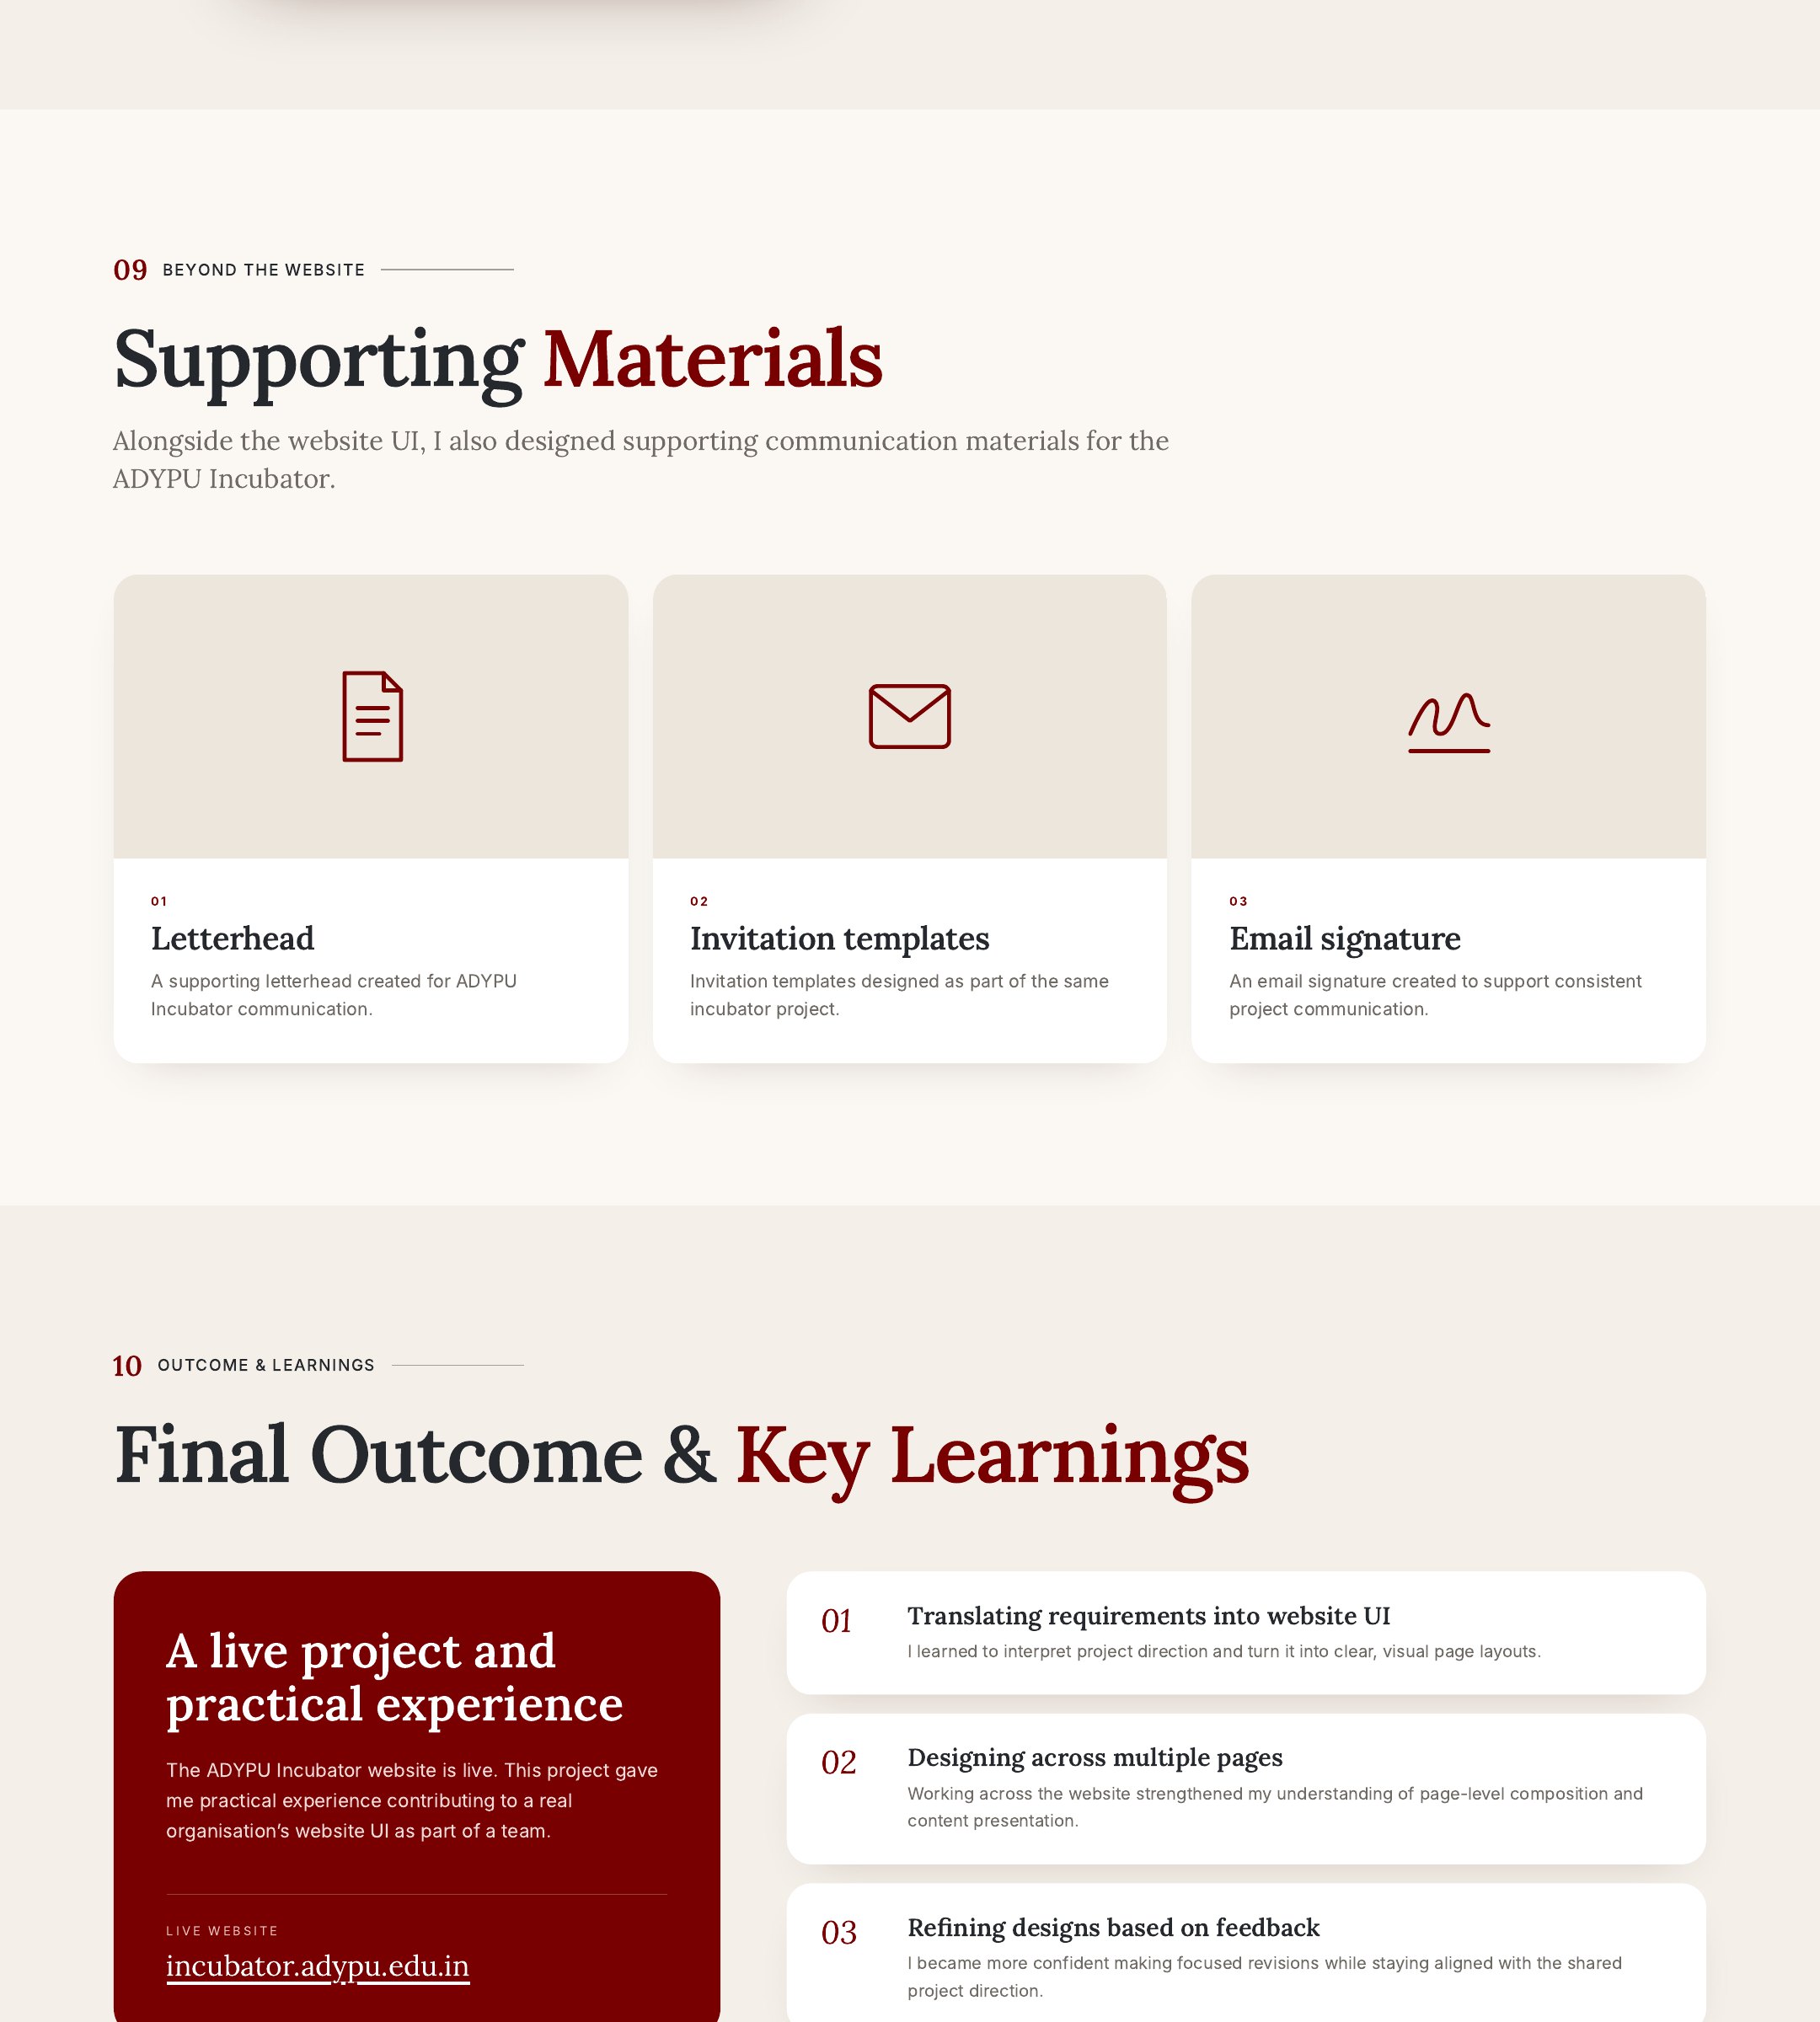 09 BEYOND THE WEBSITE
Supporting Materials
Alongside the website UI, I also designed supporting communication materials for the
ADYPU Incubator.
01
Letterhead
A supporting letterhead created for ADYPU
Incubator communication.
02
Invitation templates
Invitation templates designed as part of the same
incubator project.
03
Email signature
An email signature created to support consistent
project communication.
10 OUTCOME & LEARNINGS
Final Outcome & Key Learnings
A live project and
practical experience
The ADYPU Incubator website is live. This project gave
me practical experience contributing to a real
organisation’s website UI as part of a team.
LIVE WEBSITE
incubator.adypu.edu.in
01
Translating requirements into website UI
I learned to interpret project direction and turn it into clear, visual page layouts.
02
Designing across multiple pages
Working across the website strengthened my understanding of page-level composition and
content presentation.
03
Refining designs based on feedback
I became more confident making focused revisions while staying aligned with the shared
project direction.